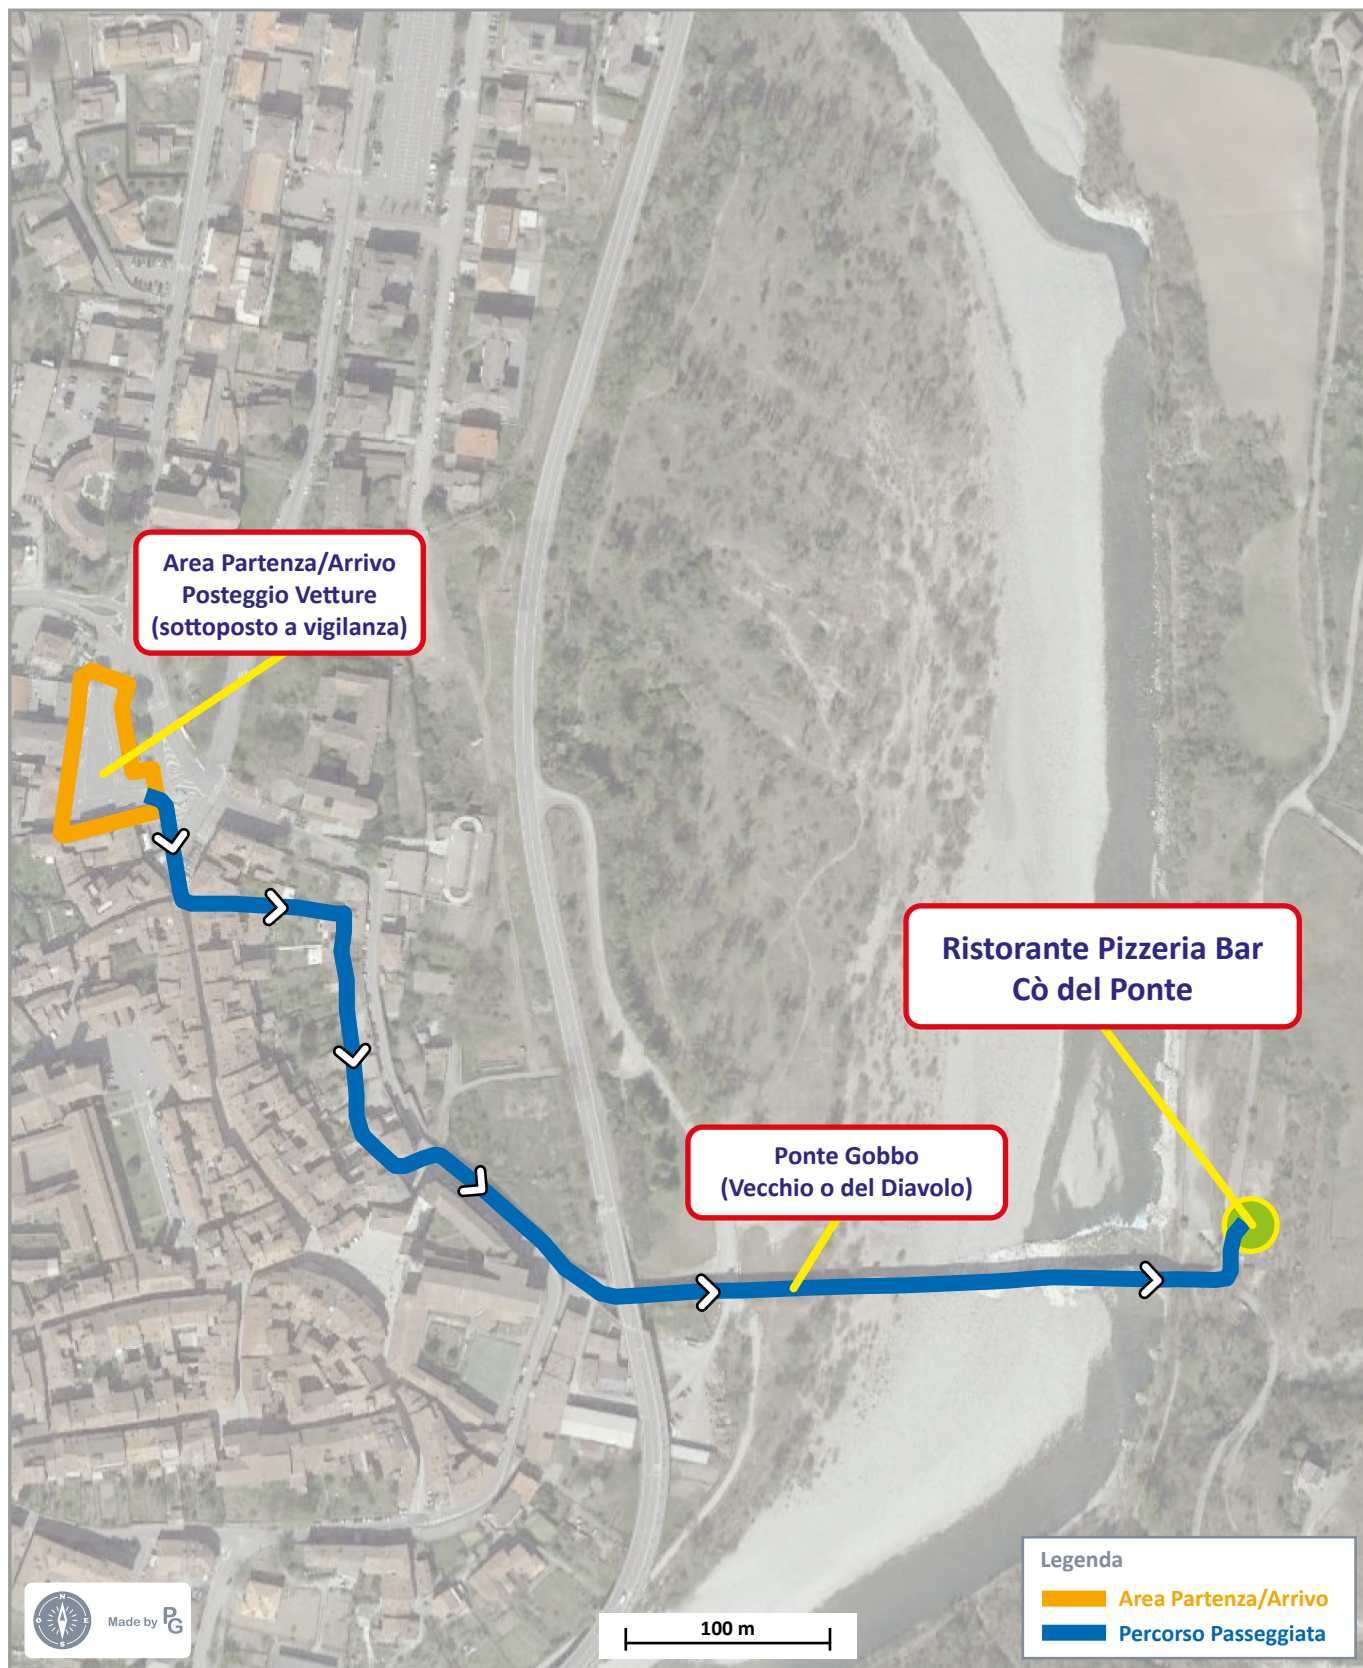 Area Partenza/Arrivo
Posteggio Vetture
(sottoposto a vigilanza)
Ristorante Pizzeria Bar
Cò del Ponte
Ponte Gobbo
(Vecchio o del Diavolo)
Legenda
Area Partenza/Arrivo
Percorso Passeggiata
100 m
N
O
E
S
Made by PG